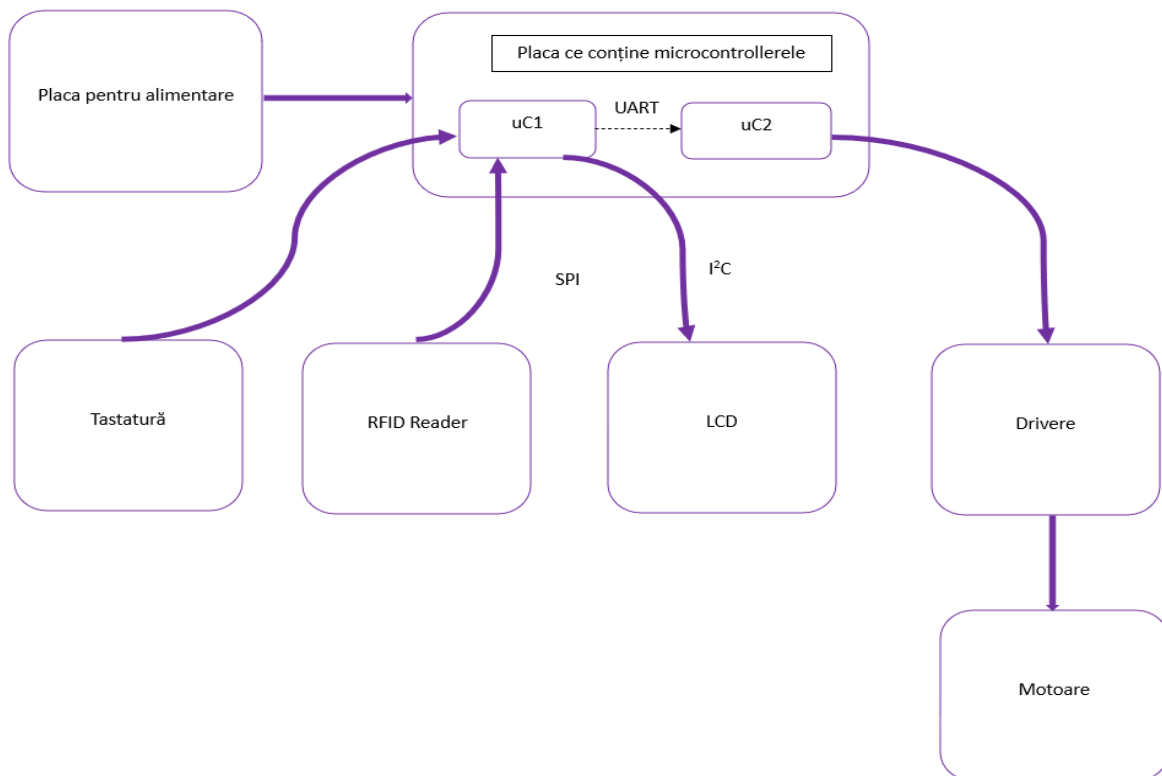 Placa ce conține microcontrollerele
Placa pentru alimentare
UART
uC1
uC2
SPI
I²C
Tastatură
RFID Reader
LCD
Drivere
Motoare